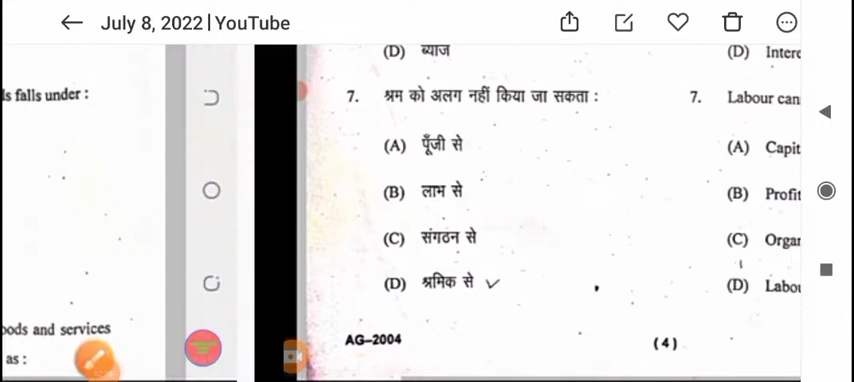 July 8, 2022 | YouTube
ls falls under :
oods and services
as :
(D) ब्याज
7. श्रम को अलग नहीं किया जा सकता :
(A) पूँजी से
(B) लाभ से
(C) संगठन से
(D) श्रमिक से
AG–2004
(4)
(D) Intere
7. Labour can
(A) Capit
(B) Profit
(C) Organ
(D) Labou